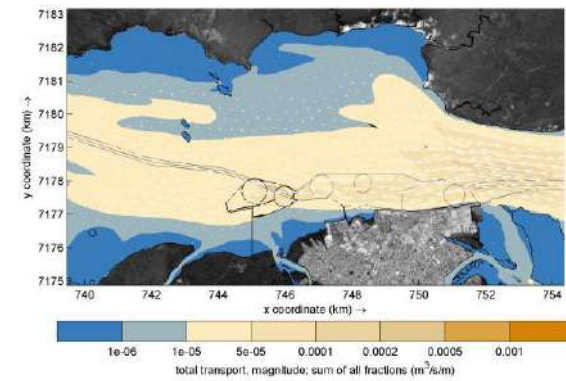 7183
7182
7181
7180
7179
7178
7177
7176
7175
y coordinate (km) →
740 742 744 746 748 750 752 754
x coordinate (km) →
1e-06 1e-05 5e-05 0.0001 0.0002 0.0005 0.001
total transport, magnitude: sum of all fractions (m³/s/m)